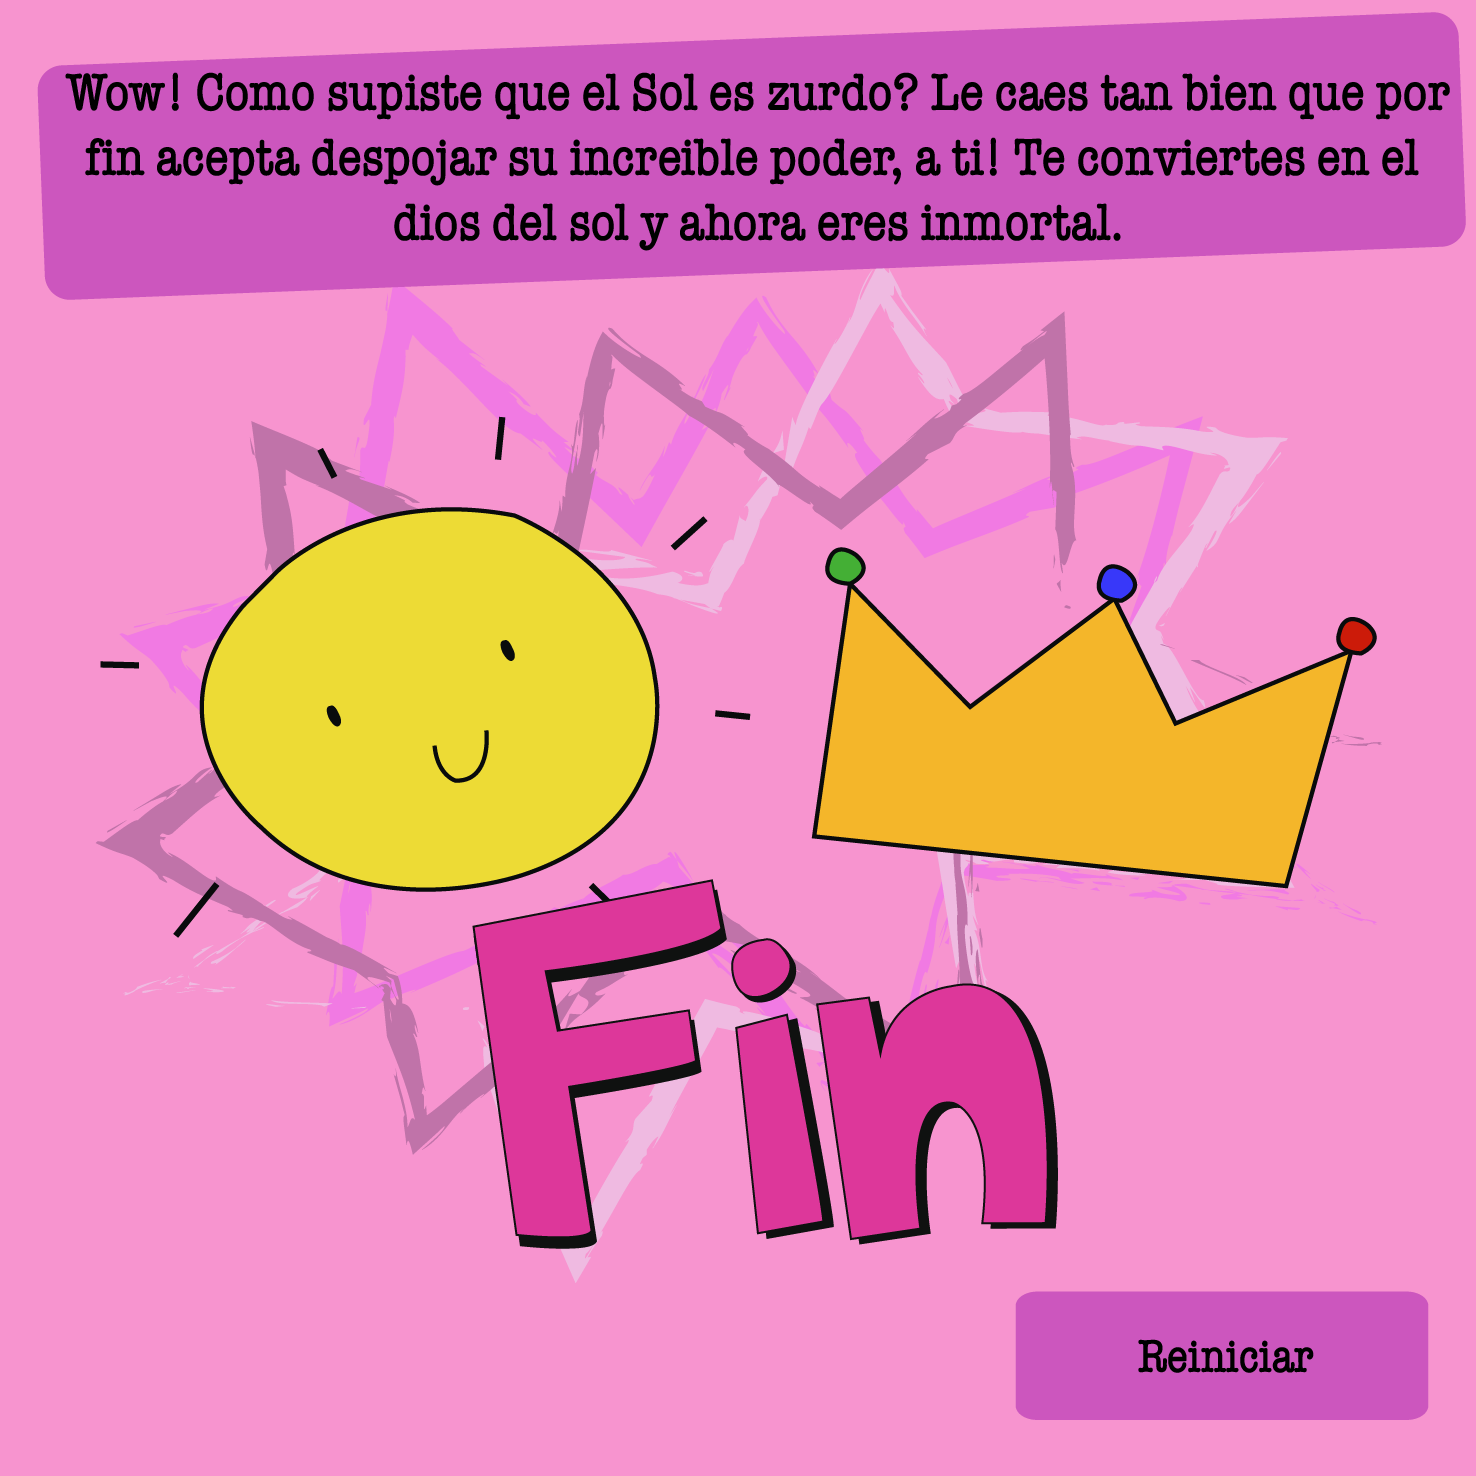 Wow! Como supiste que el Sol es zurdo? Le caes tan bien que por
fin acepta despojar su increible poder, a ti! Te conviertes en el
dios del sol y ahora eres inmortal.
Fin
Reiniciar